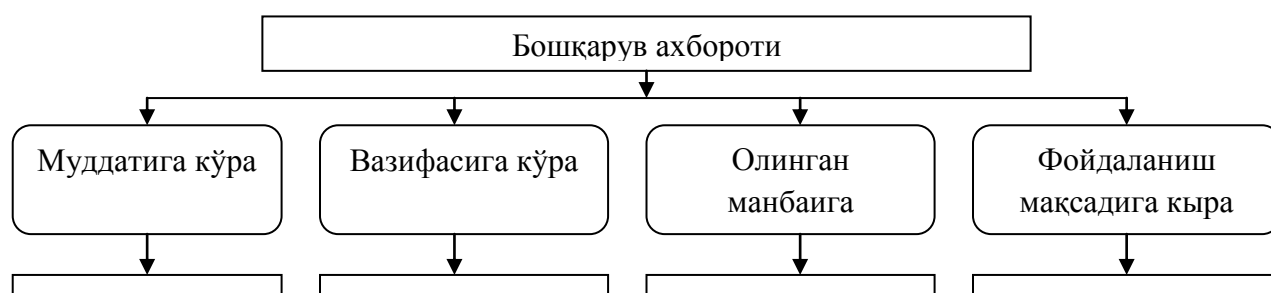 Бошқарув ахбороти
Муддатига кўра
Вазифасига кўра
Олинган
манбаига
Фойдаланиш
мақсадига кыра